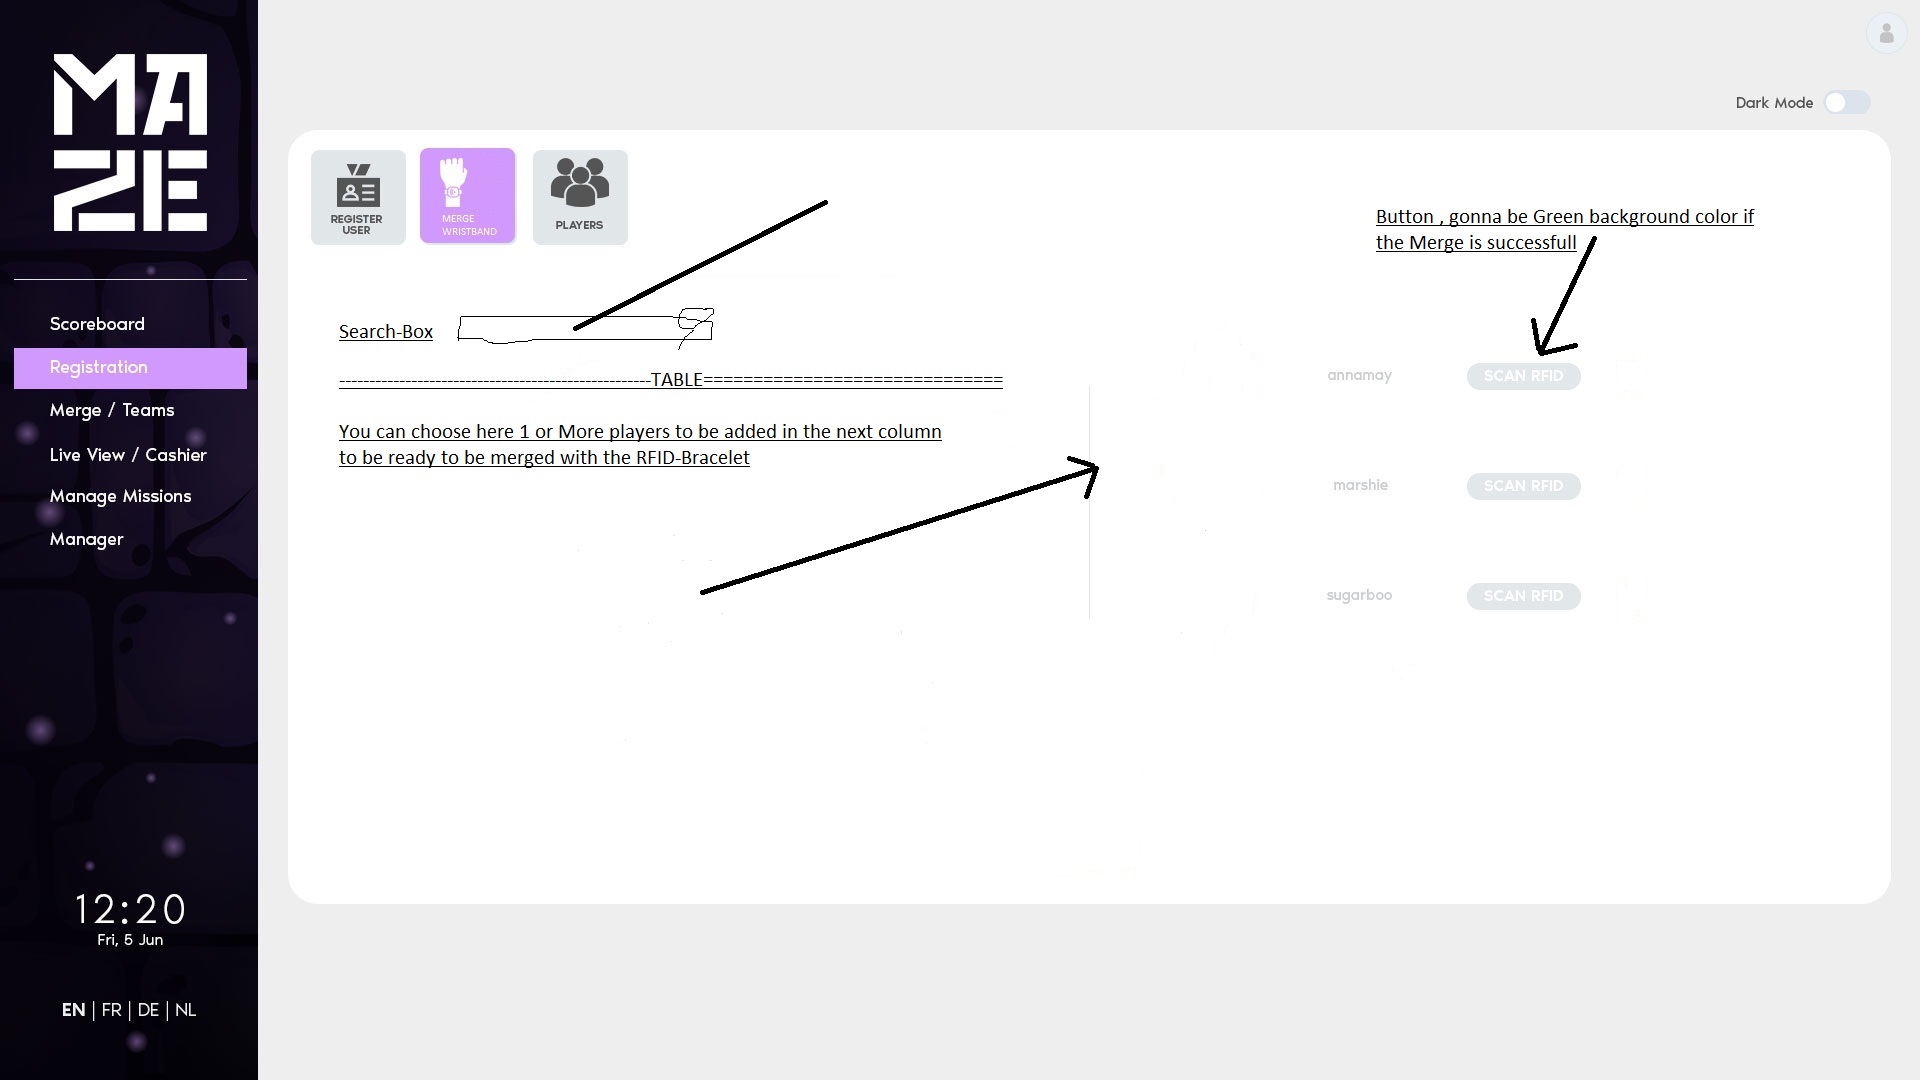 MA
ZE
Scoreboard
Registration
Merge / Teams
Live View / Cashier
Manage Missions
Manager
12:20
Fri, 5 Jun
EN | FR | DE | NL
Dark Mode
REGISTER
USER
MERGE
WRISTBAND
PLAYERS
Button , gonna be Green background color if
the Merge is successfull
Search-Box
----------------------------------------------------TABLE==============================
You can choose here 1 or More players to be added in the next column
to be ready to be merged with the RFID-Bracelet
annamay SCAN RFID
marshie SCAN RFID
sugarboo SCAN RFID